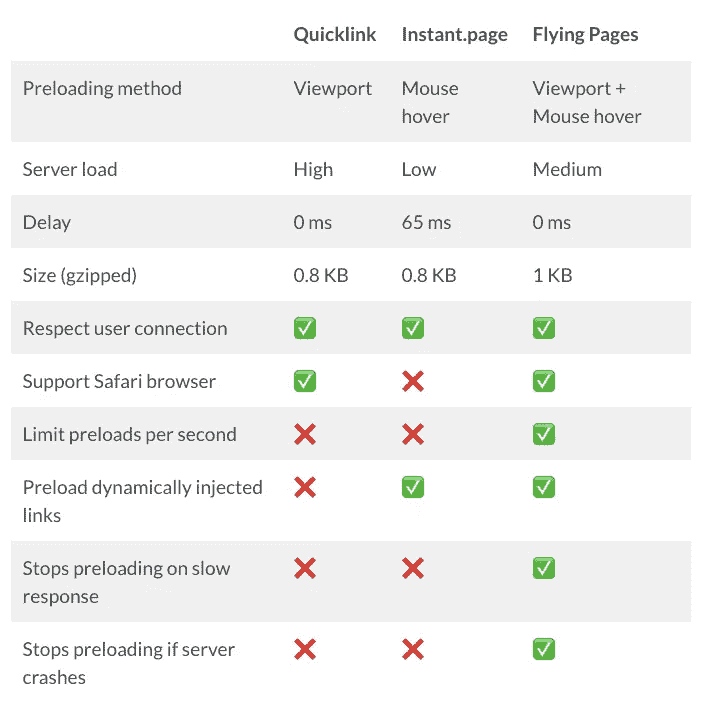 Quicklink Instant.page Flying Pages
Preloading method Viewport Mouse hover Viewport + Mouse hover
Server load High Low Medium
Delay 0 ms 65 ms 0 ms
Size (gzipped) 0.8 KB 0.8 KB 1 KB
Respect user connection ✅ ✅ ✅
Support Safari browser ✅ ❌ ✅
Limit preloads per second ❌ ❌ ✅
Preload dynamically injected links ❌ ✅ ✅
Stops preloading on slow response ❌ ❌ ✅
Stops preloading if server crashes ❌ ❌ ✅